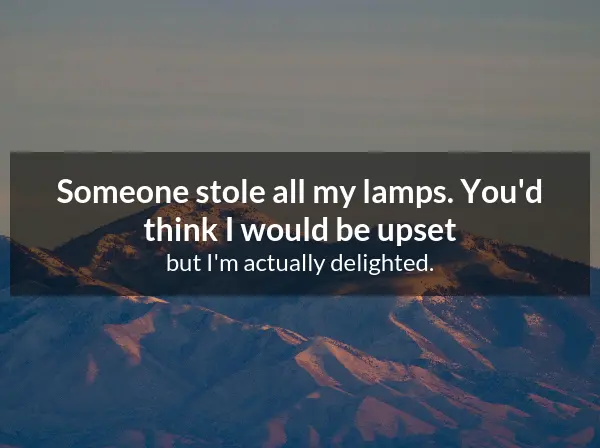 Someone stole all my lamps. You'd
think I would be upset
but I'm actually delighted.